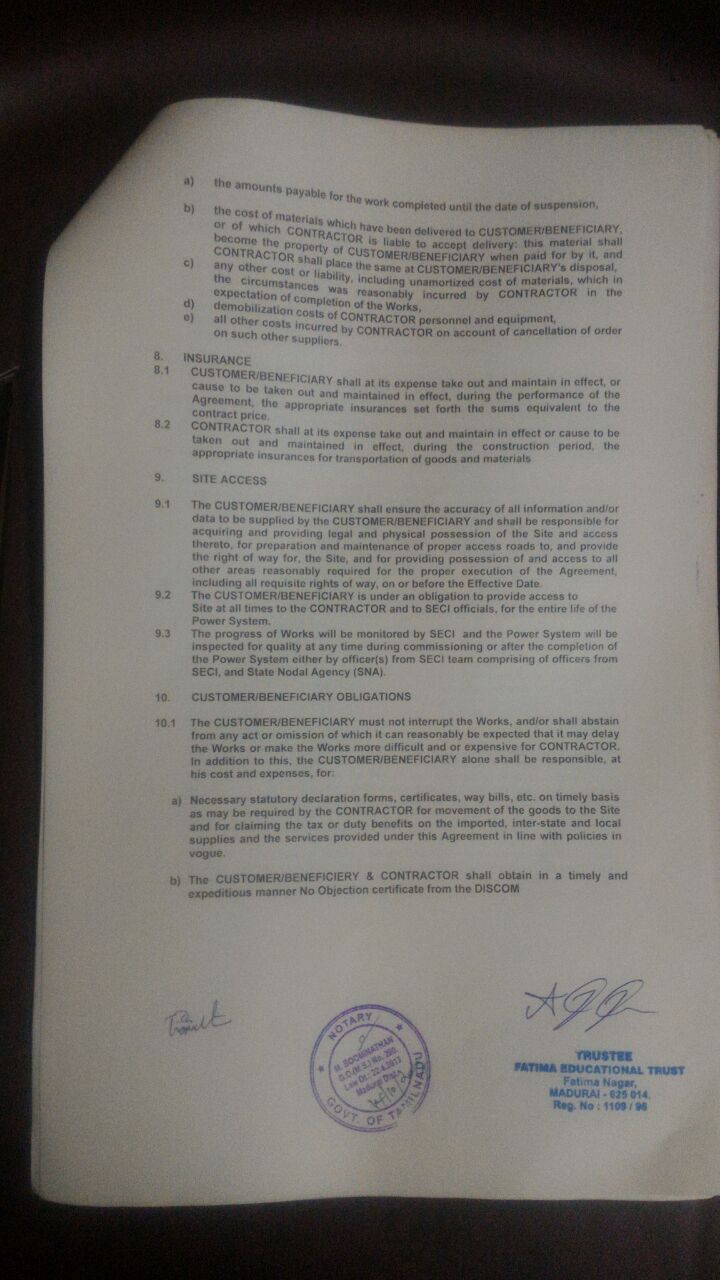 a) the amounts payable for the work completed until the date of suspension,
b) the cost of materials which have been delivered to CUSTOMER/BENEFICIARY,
or of which CONTRACTOR is liable to accept delivery: this material shall
become the property of CUSTOMER/BENEFICIARY when paid for by it, and
CONTRACTOR shall place the same at CUSTOMER/BENEFICIARY's disposal,
c) any other cost or liability, including unamortized cost of materials, which in
the circumstances was reasonably incurred by CONTRACTOR in the
expectation of completion of the Works,
d) demobilization costs of CONTRACTOR personnel and equipment,
e) all other costs incurred by CONTRACTOR on account of cancellation of order
on such other suppliers.
8. INSURANCE
8.1 CUSTOMER/BENEFICIARY shall at its expense take out and maintain in effect, or
cause to be taken out and maintained in effect, during the performance of the
Agreement, the appropriate insurances set forth the sums equivalent to the
contract price.
8.2 CONTRACTOR shall at its expense take out and maintain in effect or cause to be
taken out and maintained in effect, during the construction period, the
appropriate insurances for transportation of goods and materials
9. SITE ACCESS
9.1 The CUSTOMER/BENEFICIARY shall ensure the accuracy of all information and/or
data to be supplied by the CUSTOMER/BENEFICIARY and shall be responsible for
acquiring and providing legal and physical possession of the Site and access
thereto, for preparation and maintenance of proper access roads to, and provide
the right of way for, the Site, and for providing possession of and access to all
other areas reasonably required for the proper execution of the Agreement,
including all requisite rights of way, on or before the Effective Date.
9.2 The CUSTOMER/BENEFICIARY is under an obligation to provide access to
Site at all times to the CONTRACTOR and to SECI officials, for the entire life of the
Power System.
9.3 The progress of Works will be monitored by SECI and the Power System will be
inspected for quality at any time during commissioning or after the completion of
the Power System either by officer(s) from SECI team comprising of officers from
SECI, and State Nodal Agency (SNA).
10. CUSTOMER/BENEFICIARY OBLIGATIONS
10.1 The CUSTOMER/BENEFICIARY must not interrupt the Works, and/or shall abstain
from any act or omission of which it can reasonably be expected that it may delay
the Works or make the Works more difficult and or expensive for CONTRACTOR.
In addition to this, the CUSTOMER/BENEFICIARY alone shall be responsible, at
his cost and expenses, for:
a) Necessary statutory declaration forms, certificates, way bills, etc. on timely basis
as may be required by the CONTRACTOR for movement of the goods to the Site
and for claiming the tax or duty benefits on the imported, inter-state and local
supplies and the services provided under this Agreement in line with policies in
vogue.
b) The CUSTOMER/BENEFICIERY & CONTRACTOR shall obtain in a timely and
expeditious manner No Objection certificate from the DISCOM
NOTARY
M. BOOMINATHAN
G.O.(M.S.) No. 290.
Law Dt.: 22.4.2013
Madurai Dist.
GOVT. OF TAMILNADU
TRUSTEE
FATIMA EDUCATIONAL TRUST
Fatima Nagar,
MADURAI - 625 014.
Reg. No : 1109 / 96